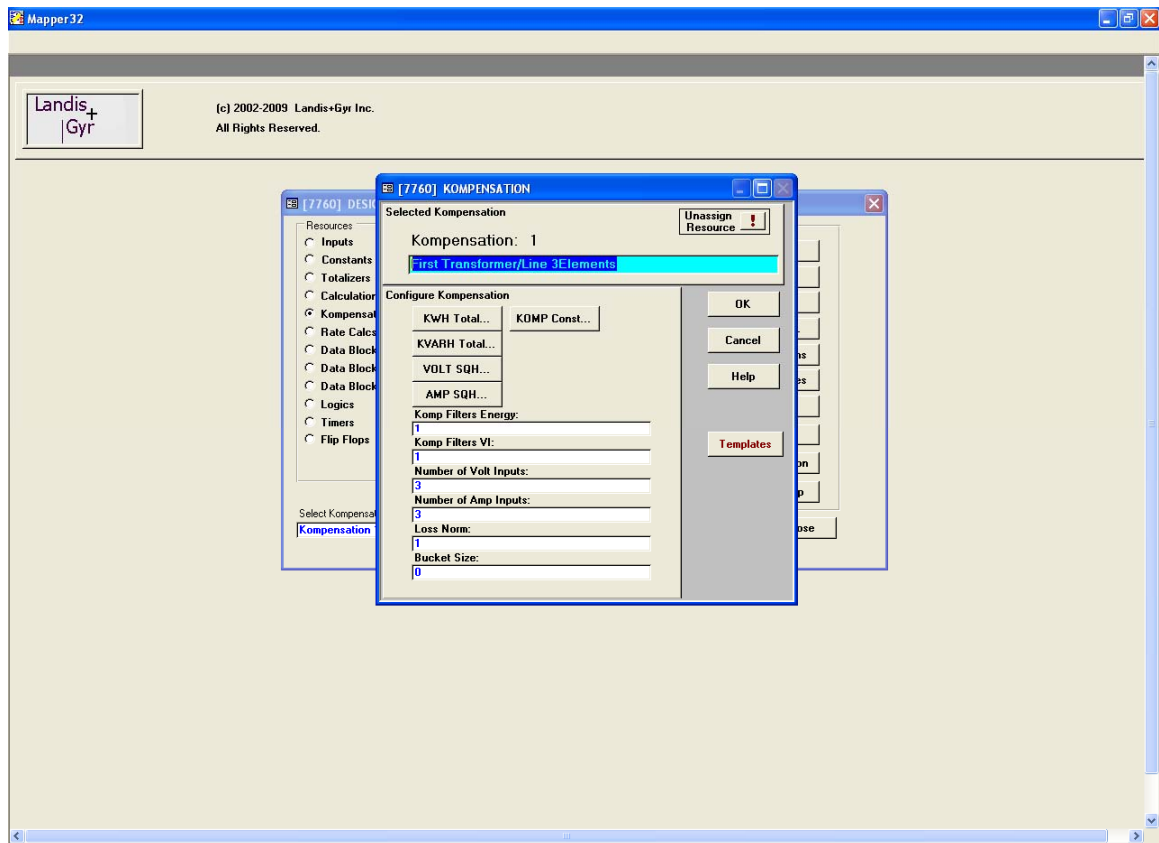 Mapper32
Landis+
Gyr
(c) 2002-2009 Landis+Gyr Inc.
All Rights Reserved.
[7760] DESIG
Resources
Inputs
Constants
Totalizers
Calculation
Kompensat
Rate Calcs
Data Block
Data Block
Data Block
Logics
Timers
Flip Flops
Select Kompensat
Kompensation 1
ns
es
on
p
ose
[7760] KOMPENSATION
Selected Kompensation
Unassign
Resource !
Kompensation: 1
First Transformer/Line 3Elements
Configure Kompensation
KWH Total...
KOMP Const...
KVARH Total...
VOLT SQH...
AMP SQH...
Komp Filters Energy:
1
Komp Filters VI:
1
Number of Volt Inputs:
3
Number of Amp Inputs:
3
Loss Norm:
1
Bucket Size:
0
OK
Cancel
Help
Templates